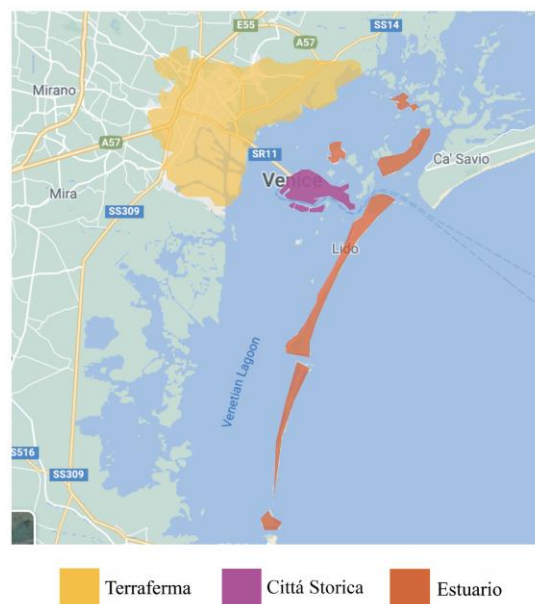 E55
SS14
A57
Mirano
A57
SR11
Ca' Savio
Venice
Mira
SS309
Lido
Venetian Lagoon
S516
SS309
Terraferma
Cittá Storica
Estuario